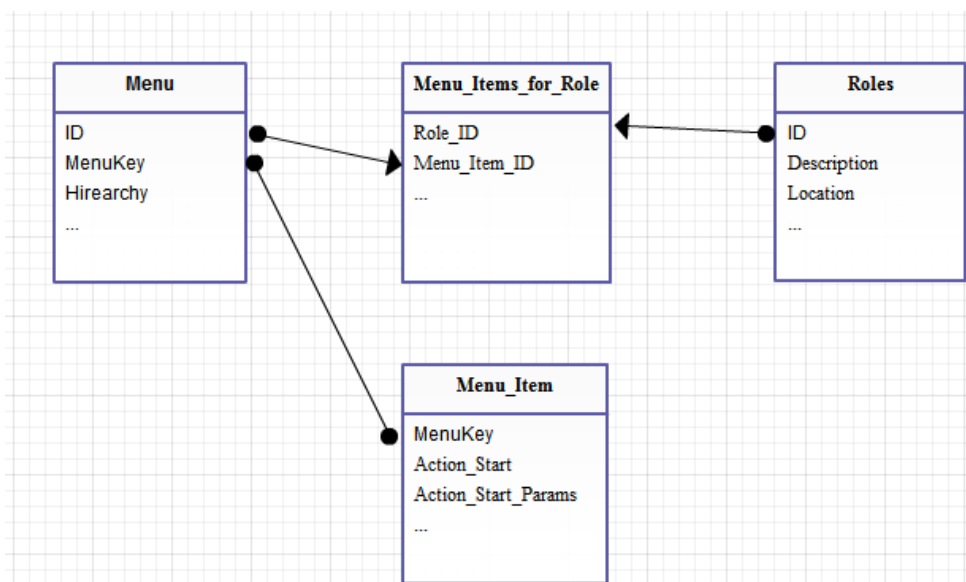 Menu
ID
MenuKey
Hirearchy
...
Menu_Items_for_Role
Role_ID
Menu_Item_ID
...
Roles
ID
Description
Location
...
Menu_Item
MenuKey
Action_Start
Action_Start_Params
...